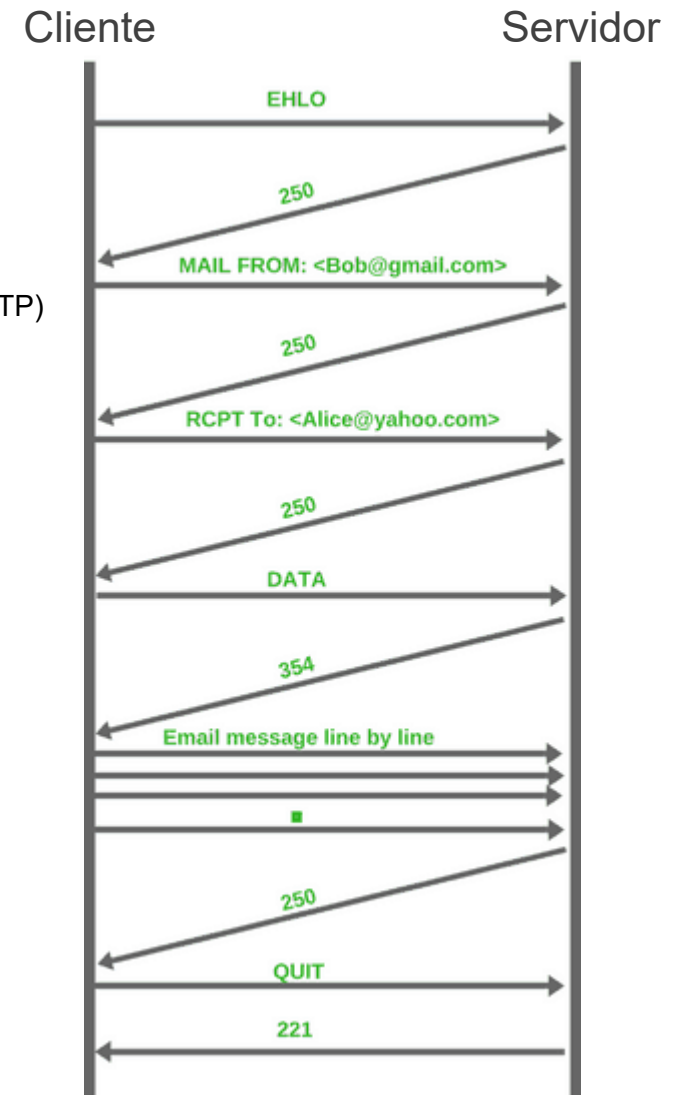 Cliente Servidor
EHLO
250
MAIL FROM: <Bob@gmail.com>
TP)
250
RCPT To: <Alice@yahoo.com>
250
DATA
354
Email message line by line
.
250
QUIT
221